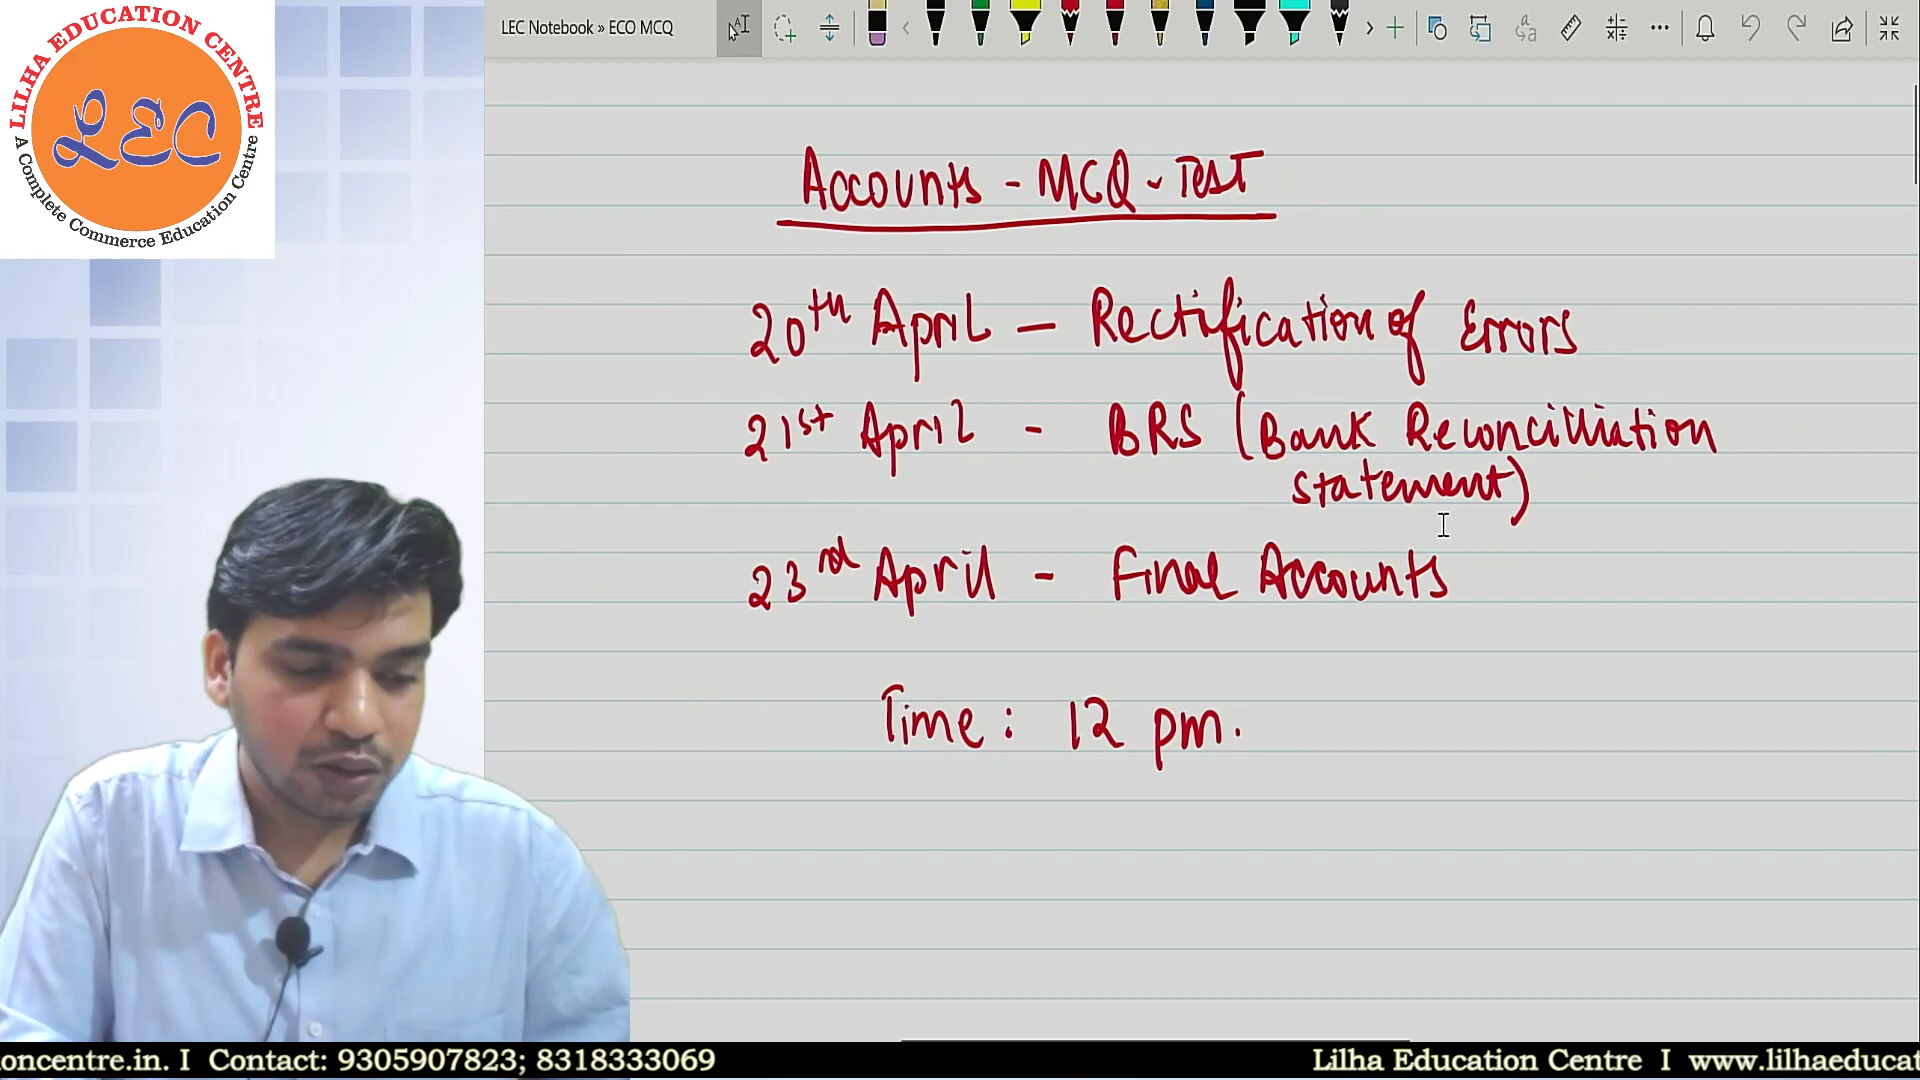 LILHA EDUCATION CENTRE
LEC
A Complete Commerce Education Centre
LEC Notebook » ECO MCQ
Accounts - MCQ - Test
20th April - Rectification of Errors
21st April - BRS (Bank Reconcilliation
statement)
23rd April - Final Accounts
Time: 12 pm.
oncentre.in. I Contact: 9305907823; 8318333069
Lilha Education Centre I www.lilhaeducat